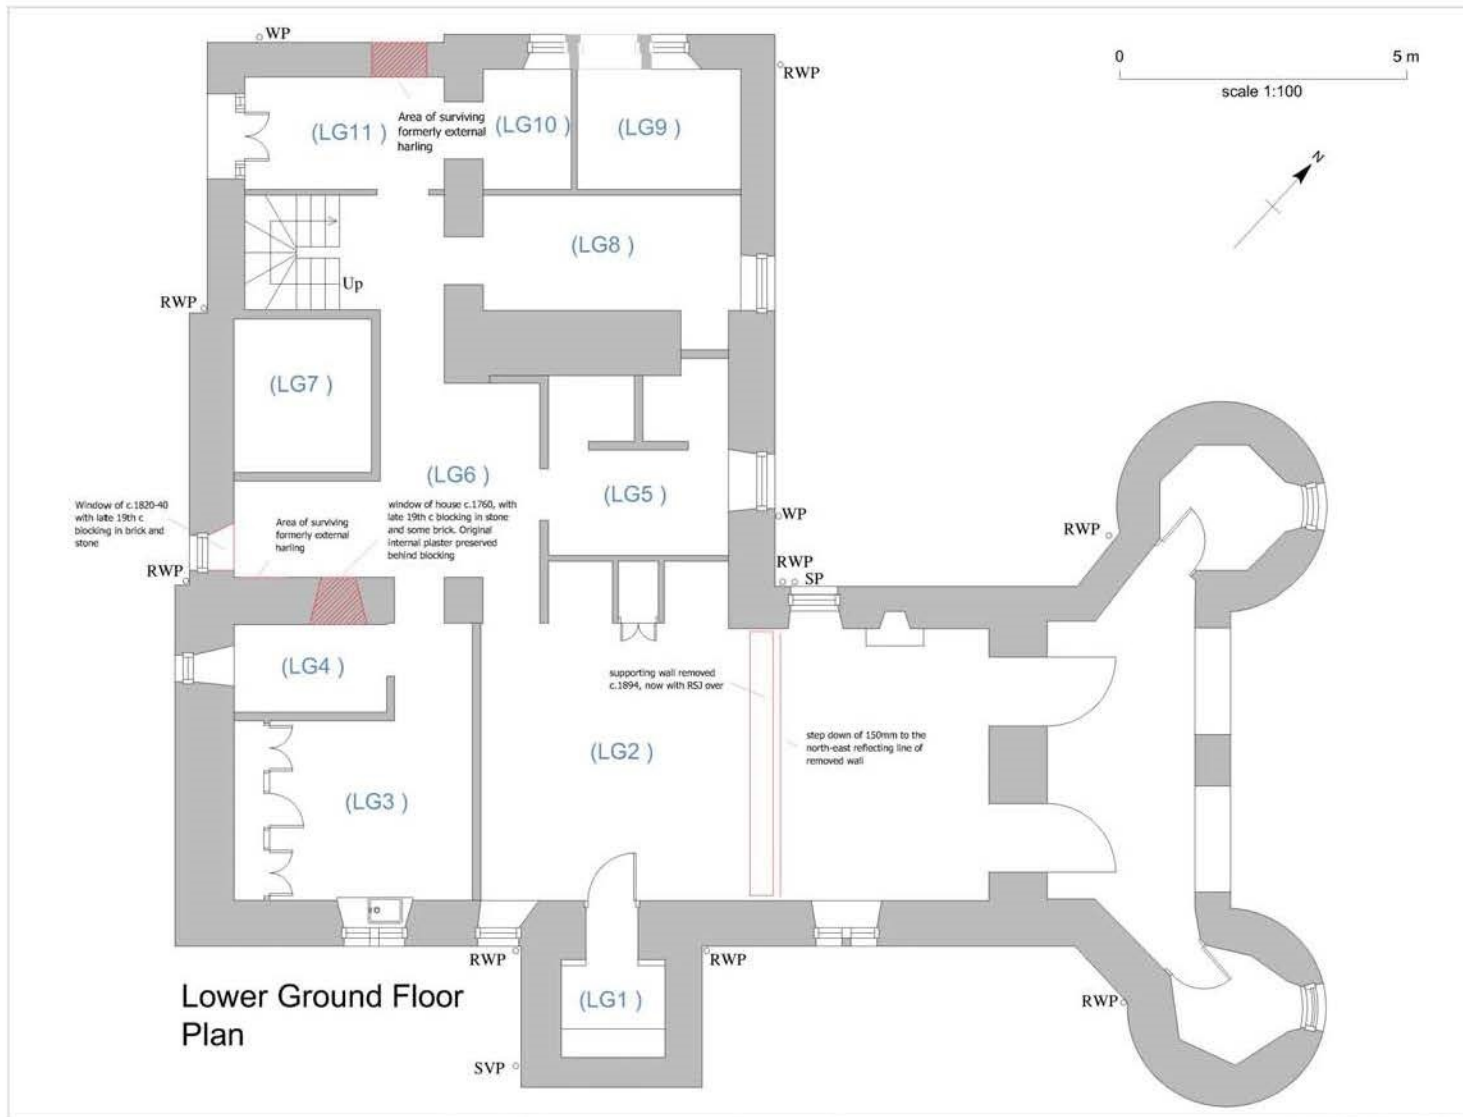 WP
RWP
0 5 m
scale 1:100
N
(LG11 )
Area of surviving
formerly external
harling
(LG10 )
(LG9 )
(LG8 )
Up
RWP
(LG7 )
(LG6 )
Window of c.1820-40
with late 19th c
blocking in brick and
stone
Area of surviving
formerly external
harling
window of house c.1760, with
late 19th c blocking in stone
and some brick. Original
internal plaster preserved
behind blocking
(LG5 )
WP
RWP
RWP
RWP
SP
(LG4 )
supporting wall removed
c.1894, now with RSJ over
step down of 150mm to the
north-east reflecting line of
removed wall
(LG2 )
(LG3 )
RWP
RWP
(LG1 )
RWP
SVP
Lower Ground Floor
Plan